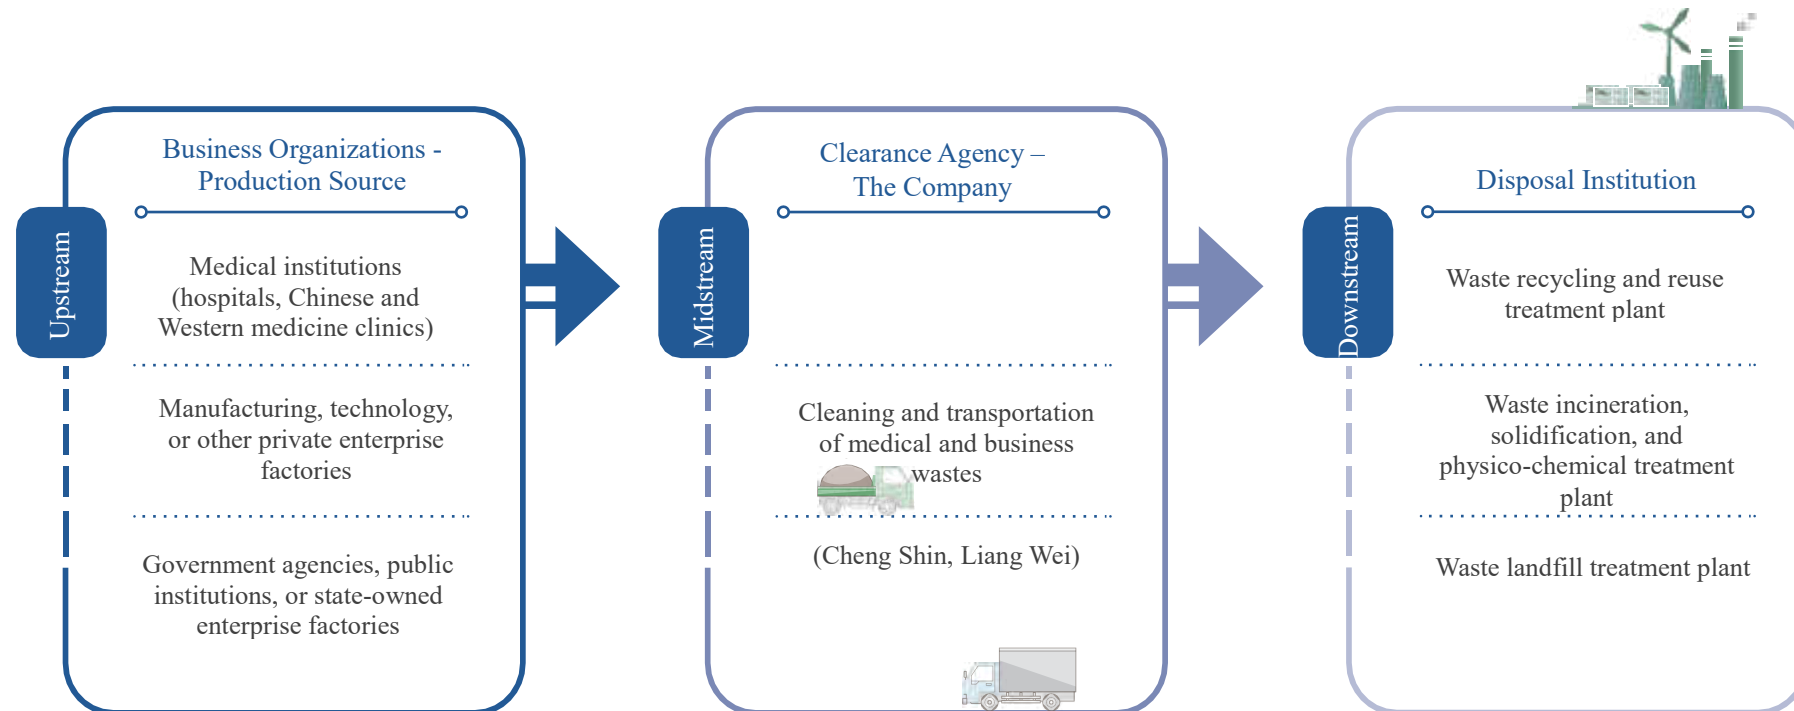 Upstream
Business Organizations -
Production Source
Medical institutions
(hospitals, Chinese and
Western medicine clinics)
Manufacturing, technology,
or other private enterprise
factories
Government agencies, public
institutions, or state-owned
enterprise factories
Midstream
Clearance Agency –
The Company
Cleaning and transportation
of medical and business
wastes
(Cheng Shin, Liang Wei)
Downstream
Disposal Institution
Waste recycling and reuse
treatment plant
Waste incineration,
solidification, and
physico-chemical treatment
plant
Waste landfill treatment plant